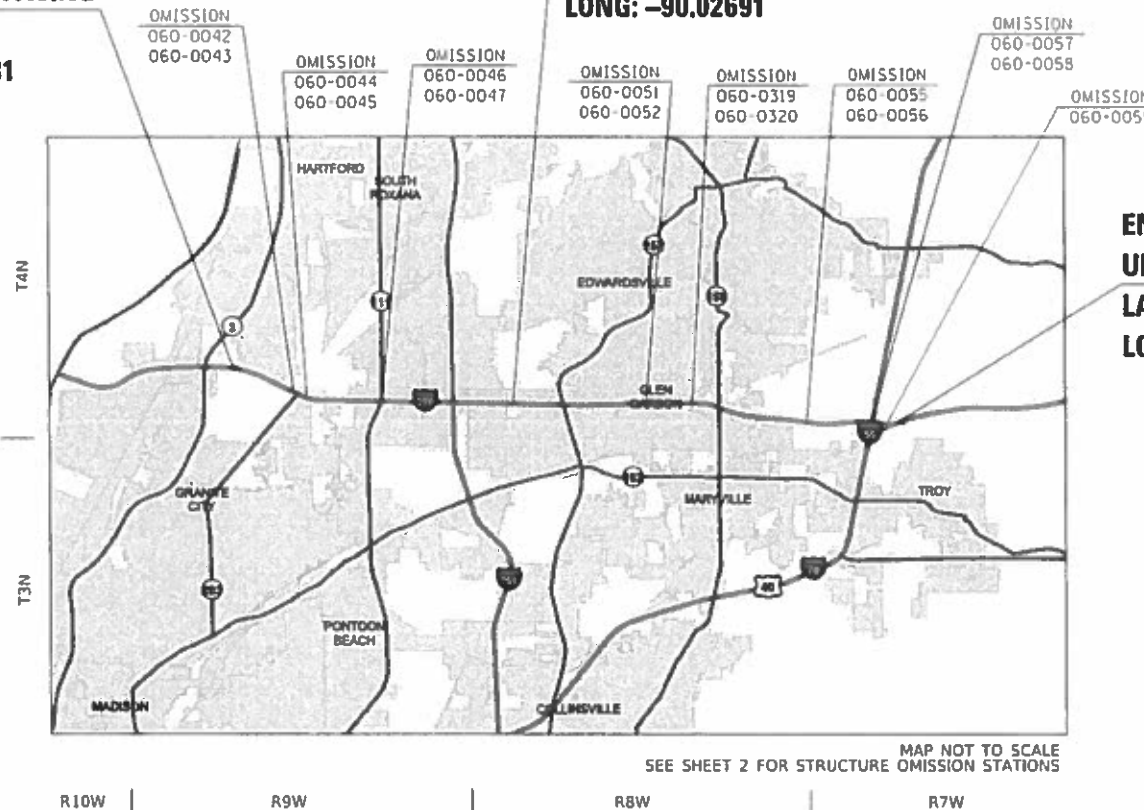 LONG: –90.02691
OMISSION
060-0042
060-0043
OMISSION
060-0044
060-0045
OMISSION
060-0046
060-0047
OMISSION
060-0051
060-0052
OMISSION
060-0319
060-0320
OMISSION
060-0055
060-0056
OMISSION
060-0057
060-0058
HARTFORD
SOUTH
ROXANA
EDWARDSVILLE
GLEN
CARBON
GRANITE
CITY
MARYVILLE
TROY
PONTOON
BEACH
MADISON
COLLINSVILLE
3
55
40
T4N
T3N
MAP NOT TO SCALE
SEE SHEET 2 FOR STRUCTURE OMISSION STATIONS
R10W
R9W
R8W
R7W